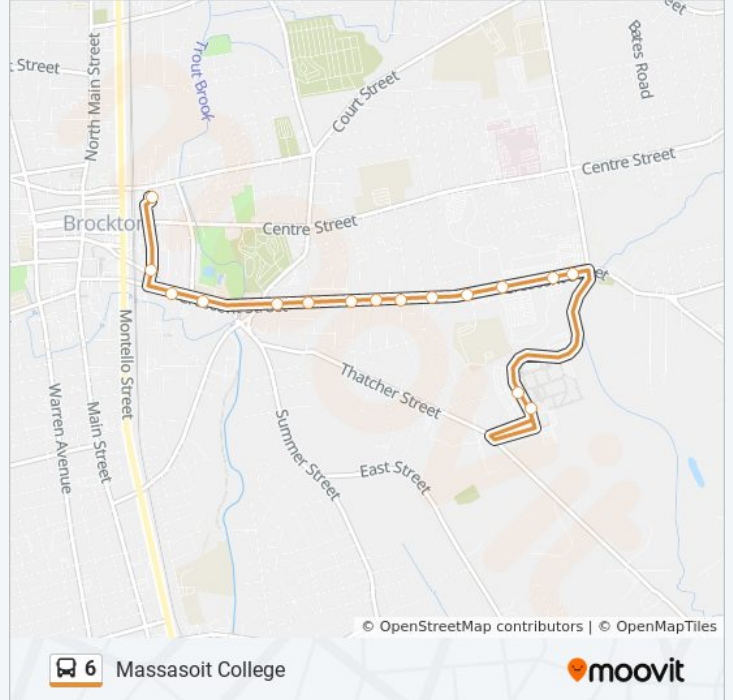 Bates Road
North Main Street
Trout Brook
Court Street
Centre Street
Centre Street
Brockton
Montello Street
Thatcher Street
Warren Avenue
Main Street
Summer Street
East Street
© OpenStreetMap contributors | © OpenMapTiles
6 Massasoit College
moovit